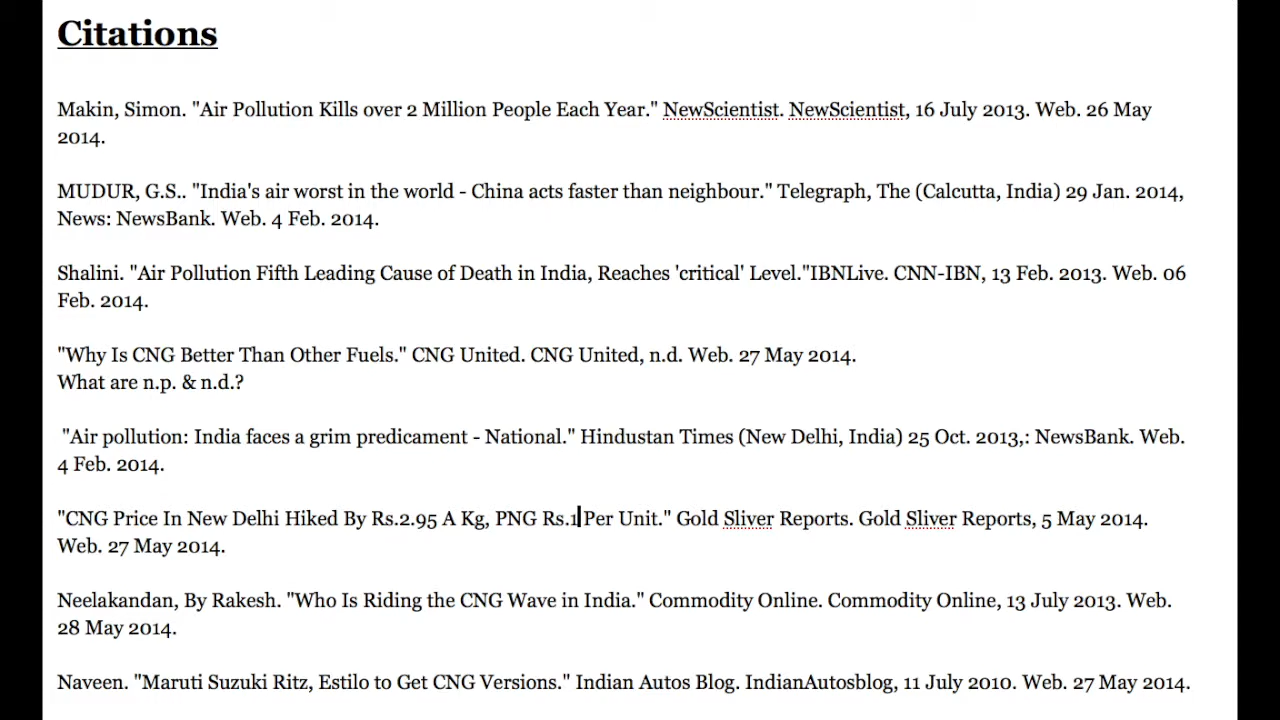 Citations
Makin, Simon. "Air Pollution Kills over 2 Million People Each Year." NewScientist. NewScientist, 16 July 2013. Web. 26 May
2014.
MUDUR, G.S.. "India's air worst in the world - China acts faster than neighbour." Telegraph, The (Calcutta, India) 29 Jan. 2014,
News: NewsBank. Web. 4 Feb. 2014.
Shalini. "Air Pollution Fifth Leading Cause of Death in India, Reaches 'critical' Level."IBNLive. CNN-IBN, 13 Feb. 2013. Web. 06
Feb. 2014.
"Why Is CNG Better Than Other Fuels." CNG United. CNG United, n.d. Web. 27 May 2014.
What are n.p. & n.d.?
"Air pollution: India faces a grim predicament - National." Hindustan Times (New Delhi, India) 25 Oct. 2013,: NewsBank. Web.
4 Feb. 2014.
"CNG Price In New Delhi Hiked By Rs.2.95 A Kg, PNG Rs.1 Per Unit." Gold Sliver Reports. Gold Sliver Reports, 5 May 2014.
Web. 27 May 2014.
Neelakandan, By Rakesh. "Who Is Riding the CNG Wave in India." Commodity Online. Commodity Online, 13 July 2013. Web.
28 May 2014.
Naveen. "Maruti Suzuki Ritz, Estilo to Get CNG Versions." Indian Autos Blog. IndianAutosblog, 11 July 2010. Web. 27 May 2014.